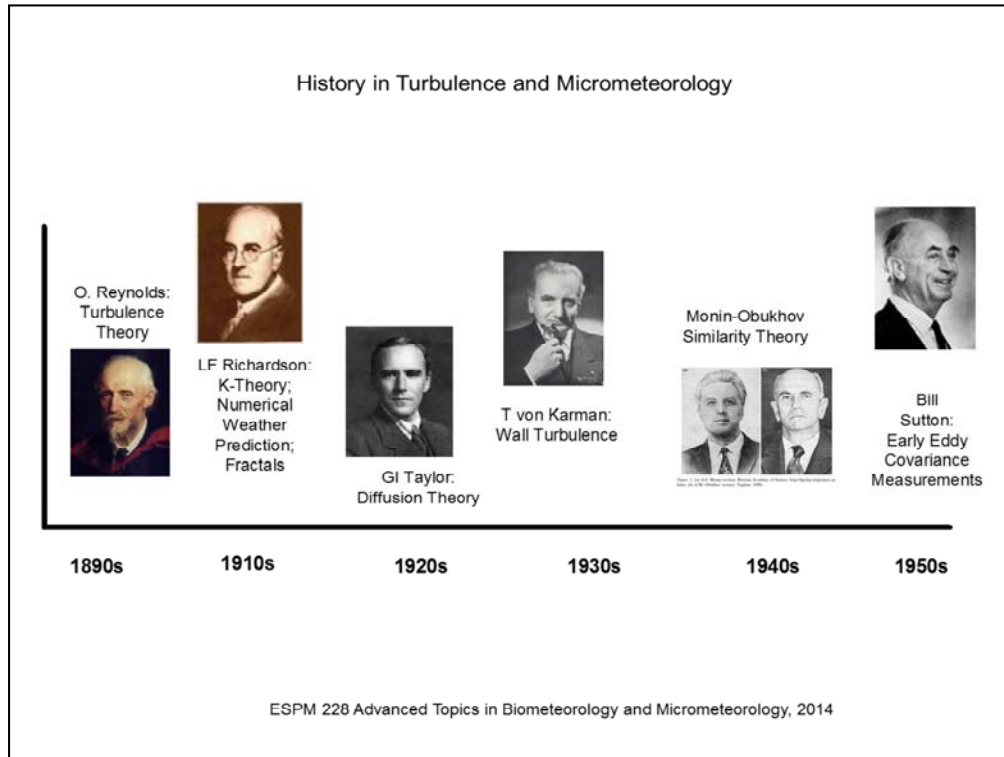 History in Turbulence and Micrometeorology
O. Reynolds:
Turbulence
Theory
LF Richardson:
K-Theory;
Numerical
Weather
Prediction;
Fractals
GI Taylor:
Diffusion Theory
T von Karman:
Wall Turbulence
Monin-Obukhov
Similarity Theory
Bill
Sutton:
Early Eddy
Covariance
Measurements
1890s
1910s
1920s
1930s
1940s
1950s
ESPM 228 Advanced Topics in Biometeorology and Micrometeorology, 2014